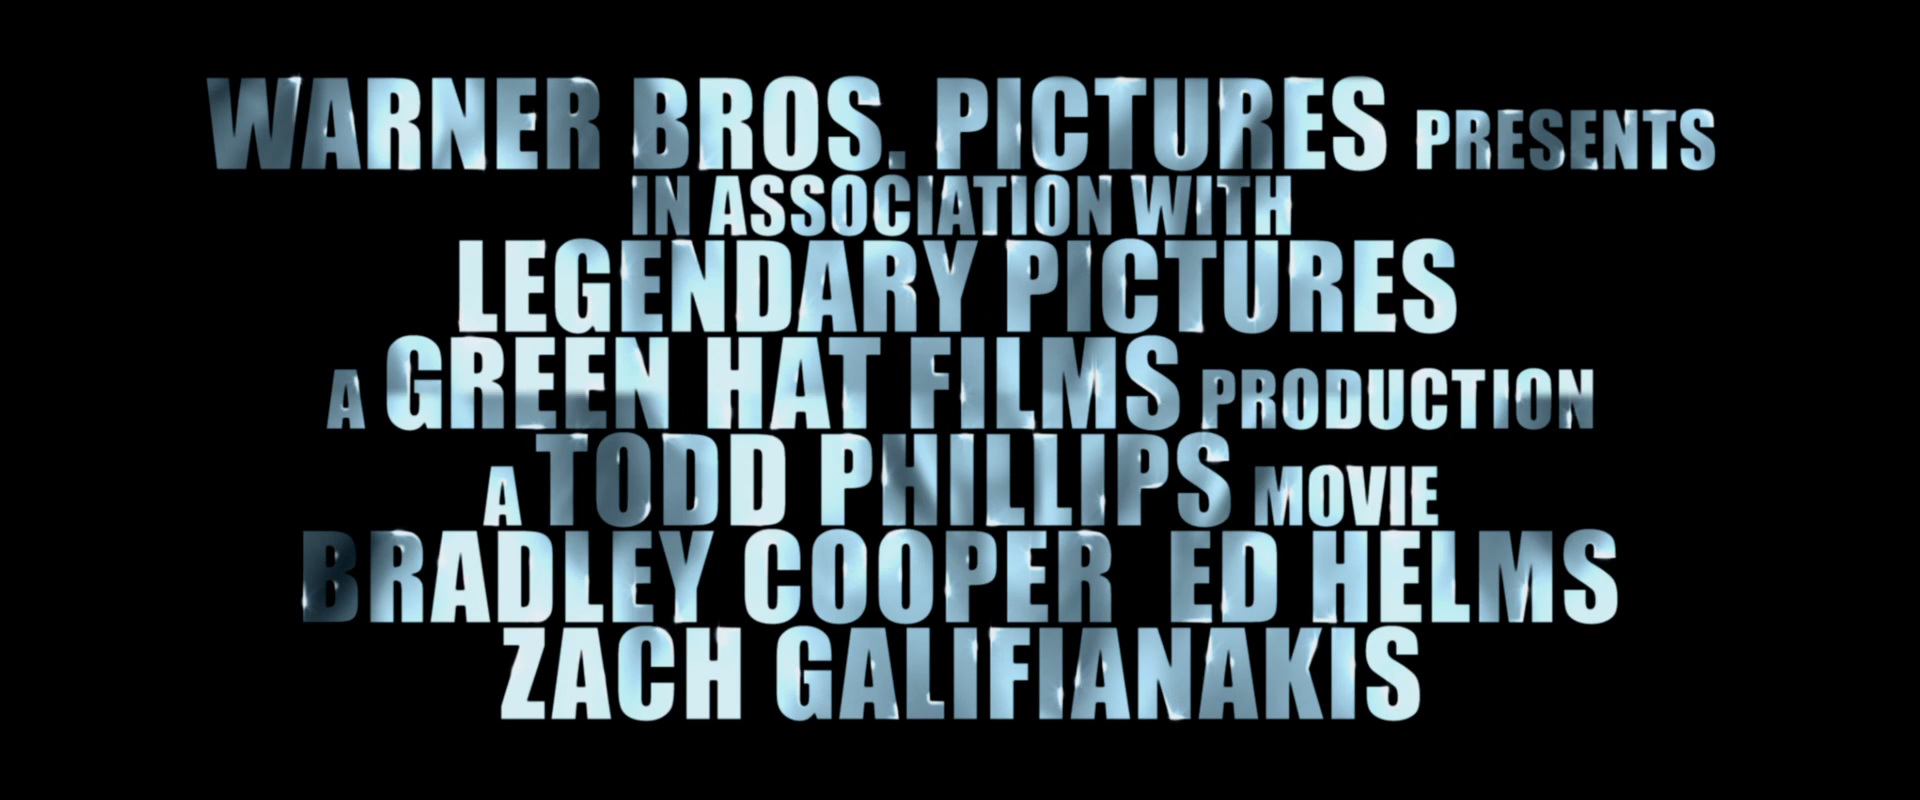 WARNER BROS. PICTURES PRESENTS
IN ASSOCIATION WITH
LEGENDARY PICTURES
A GREEN HAT FILMS PRODUCTION
A TODD PHILLIPS MOVIE
BRADLEY COOPER ED HELMS
ZACH GALIFIANAKIS